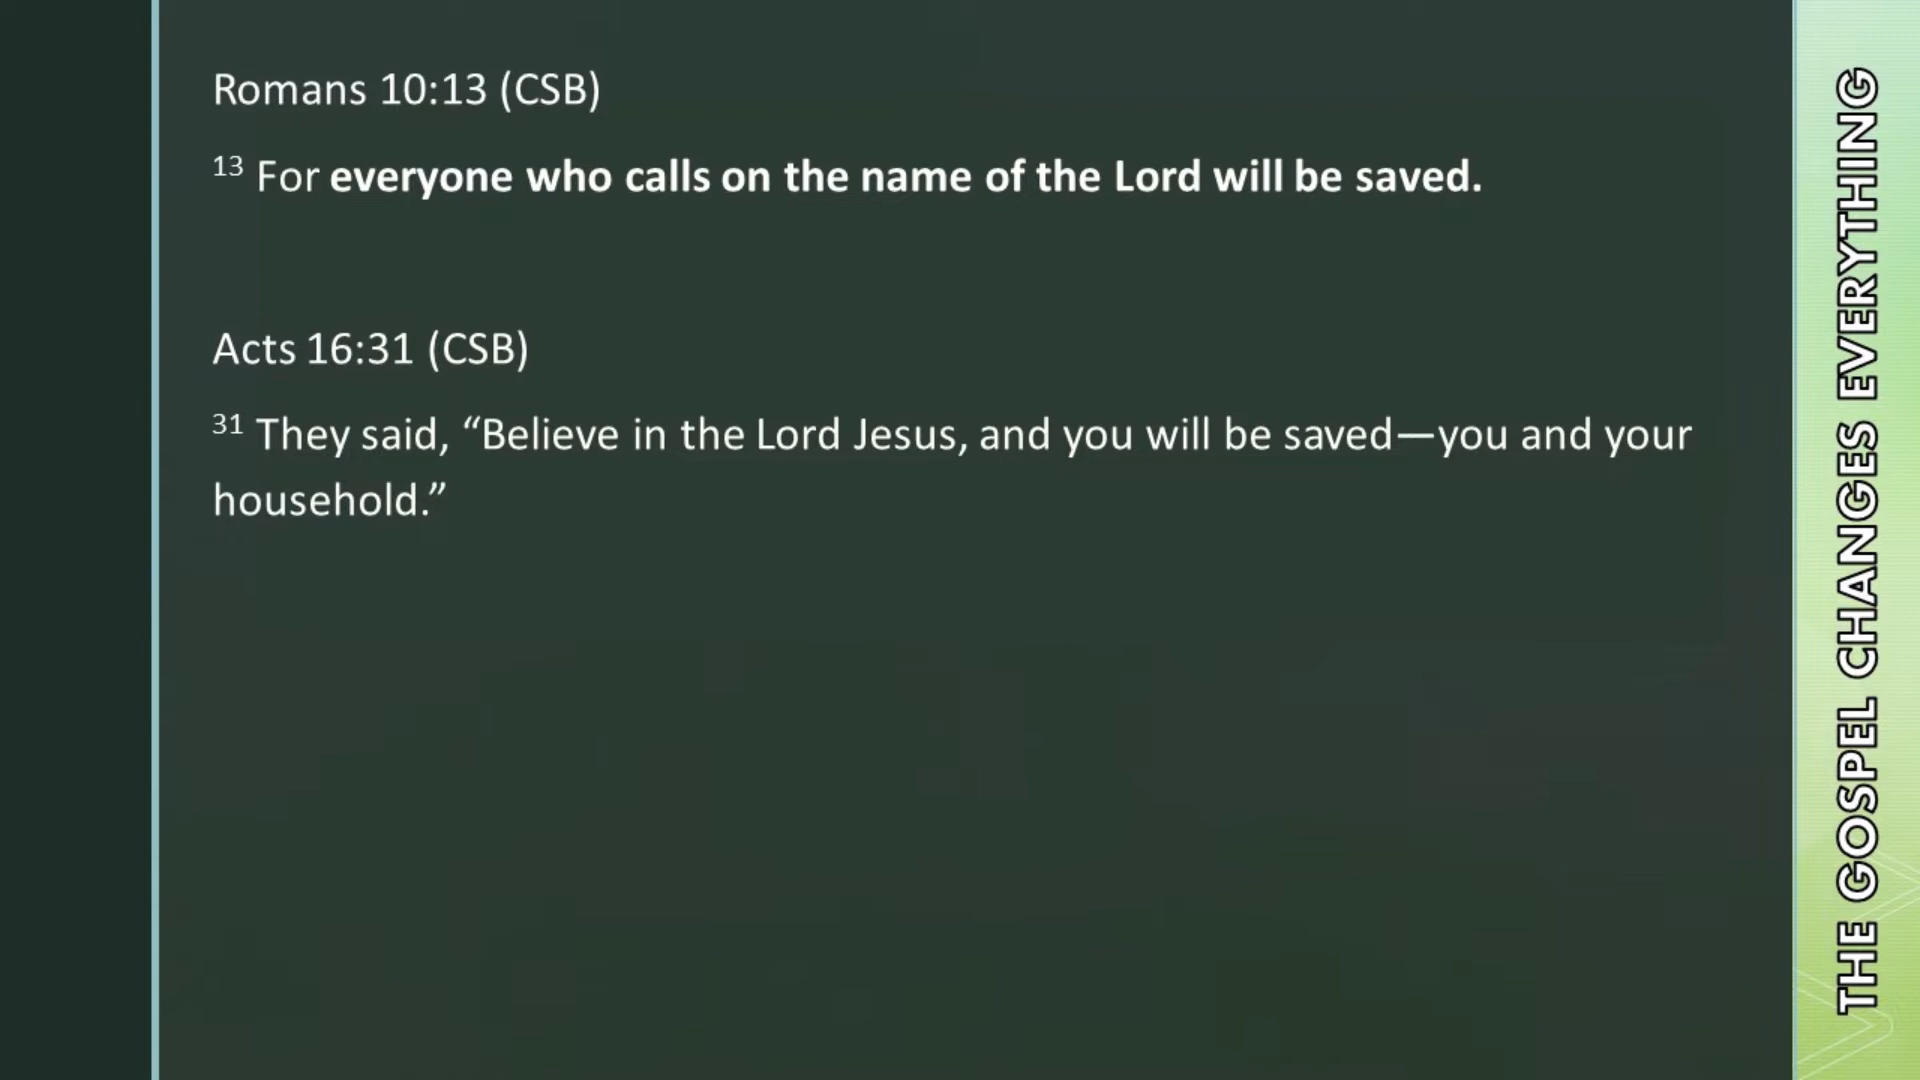 Romans 10:13 (CSB)
13 For everyone who calls on the name of the Lord will be saved.
Acts 16:31 (CSB)
31 They said, “Believe in the Lord Jesus, and you will be saved—you and your
household.”
THE GOSPEL CHANGES EVERYTHING